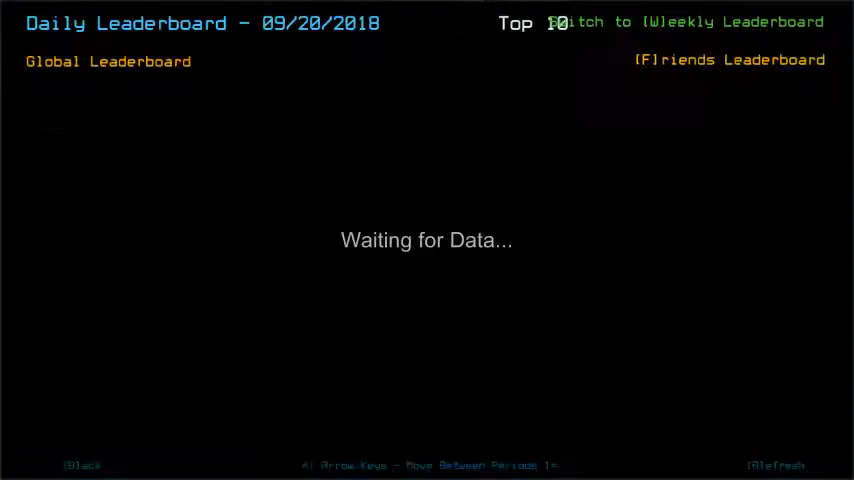 Daily Leaderboard - 09/20/2018 Top 10 Switch to [W]eekly Leaderboard
Global Leaderboard [F]riends Leaderboard
Waiting for Data...
[B]ack Arrow Keys - Move Between Periods [R]efresh